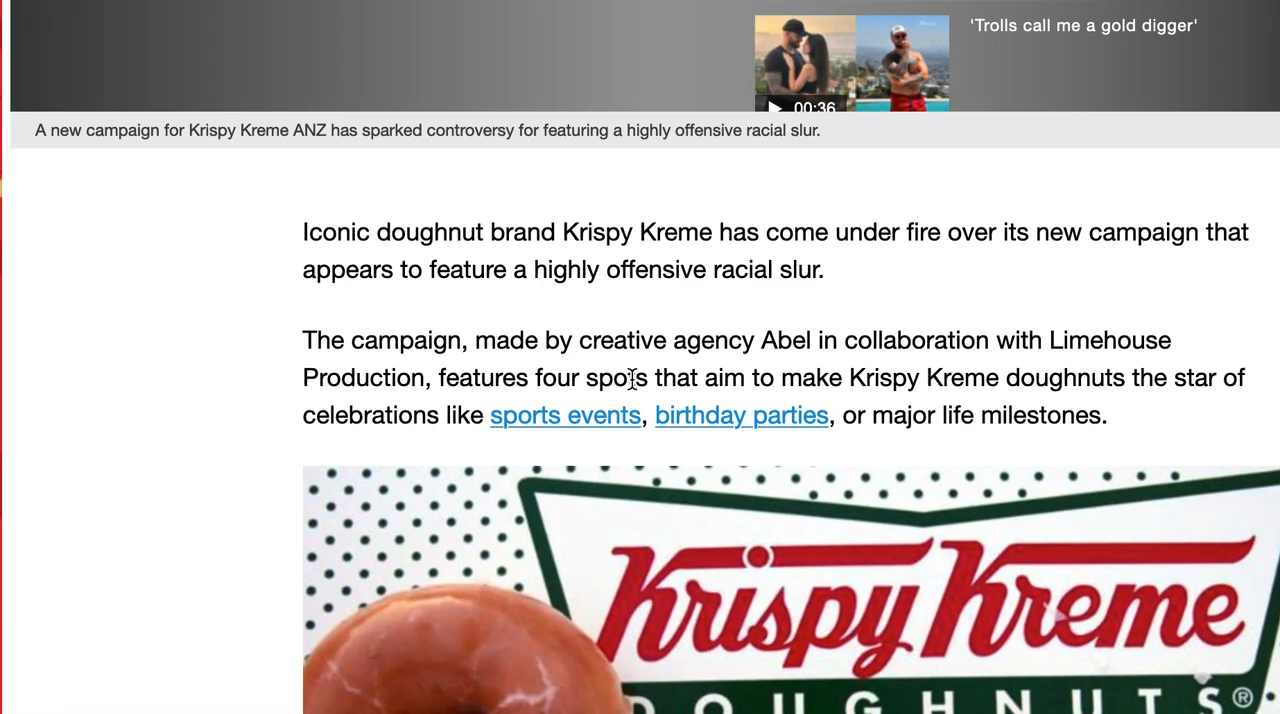 'Trolls call me a gold digger'
00:36
A new campaign for Krispy Kreme ANZ has sparked controversy for featuring a highly offensive racial slur.
Iconic doughnut brand Krispy Kreme has come under fire over its new campaign that
appears to feature a highly offensive racial slur.
The campaign, made by creative agency Abel in collaboration with Limehouse
Production, features four spots that aim to make Krispy Kreme doughnuts the star of
celebrations like sports events, birthday parties, or major life milestones.
Krispy Kreme
DOUGHNUTS®